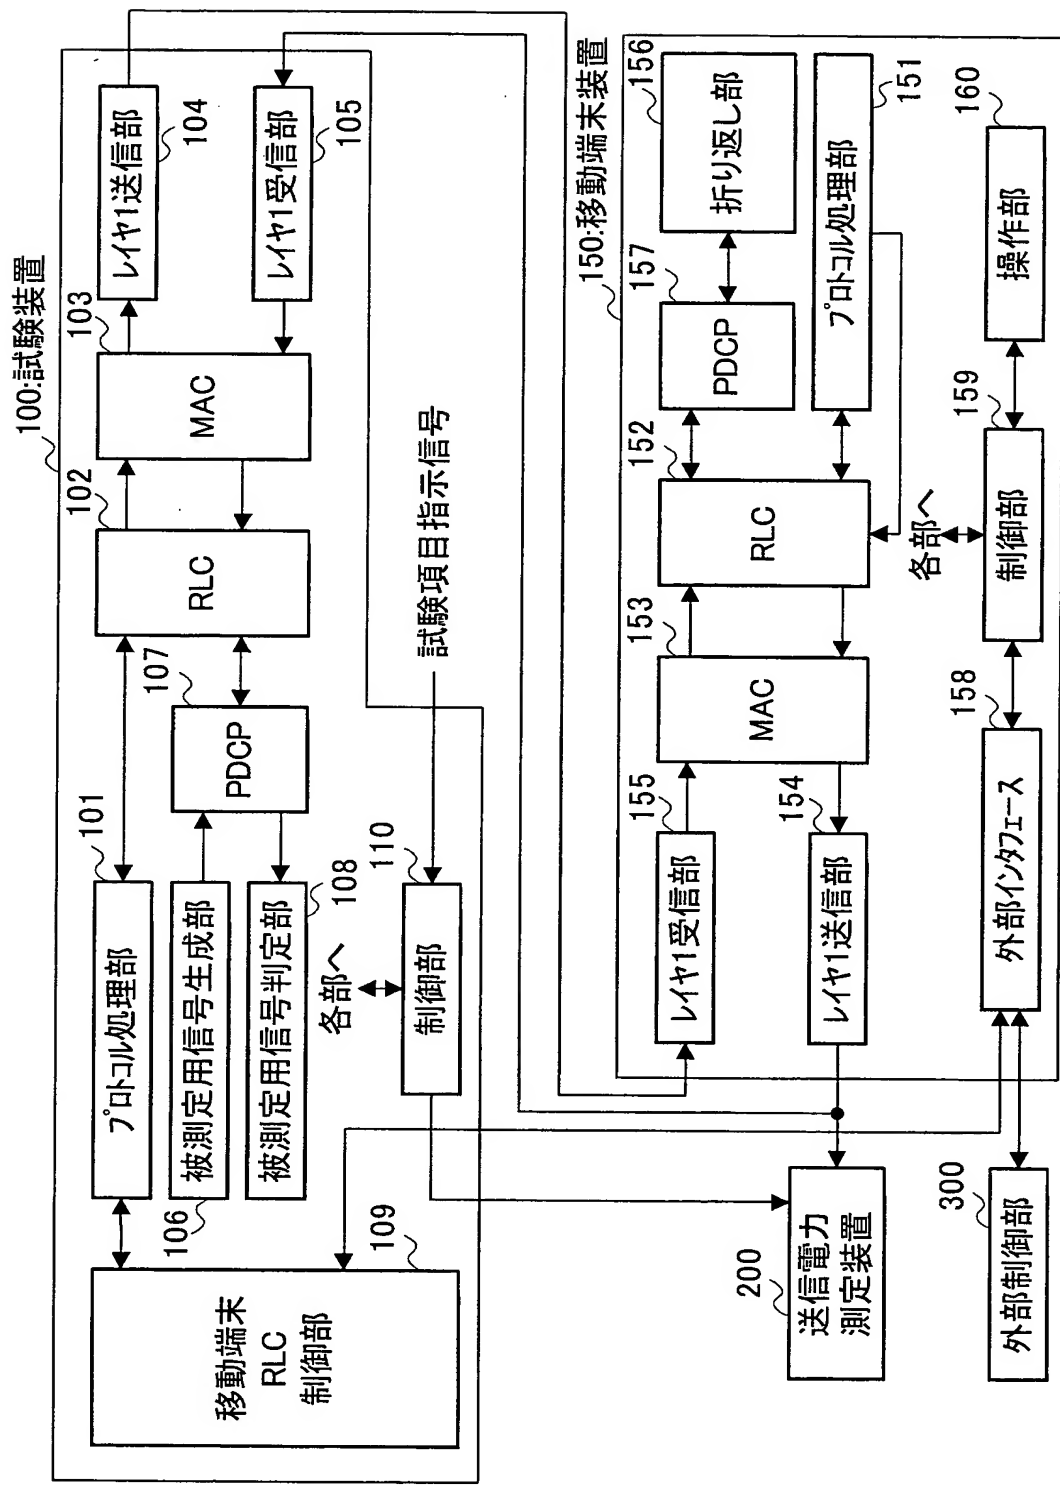 100:試験装置
移動端末
RLC
制御部
109
プロトコル処理部
101
被測定用信号生成部
106
被測定用信号判定部
108
PDCP
107
RLC
102
MAC
103
レイヤ1送信部
104
レイヤ1受信部
105
各部へ
制御部
110
試験項目指示信号
150:移動端末装置
レイヤ1受信部
155
レイヤ1送信部
154
MAC
153
RLC
152
PDCP
157
折り返し部
156
プロトコル処理部
151
各部へ
外部インタフェース
158
制御部
159
操作部
160
送信電力
測定装置
200
外部制御部
300